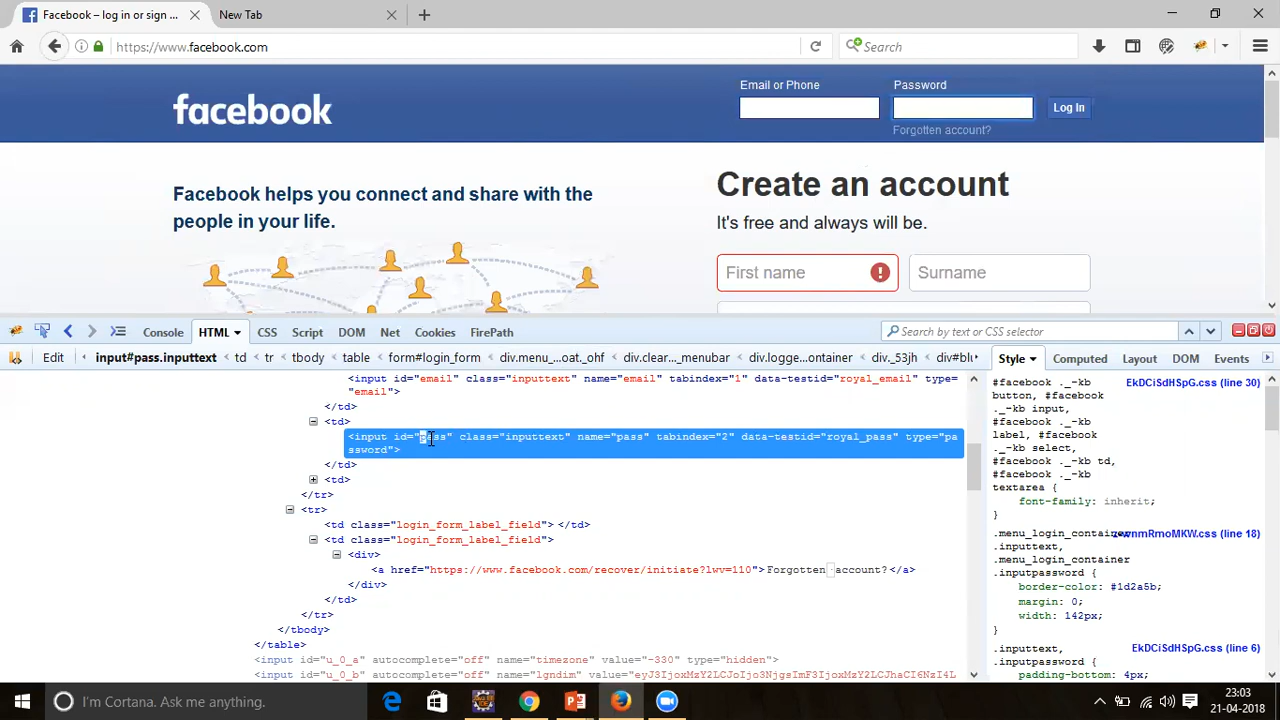 Facebook – log in or sign ...
New Tab
https://www.facebook.com
Search
facebook
Email or Phone
Password
Log In
Forgotten account?
Facebook helps you connect and share with the
people in your life.
Create an account
It's free and always will be.
First name
Surname
Console
HTML
CSS
Script
DOM
Net
Cookies
FirePath
Search by text or CSS selector
Edit
input#pass.inputtext
td
tr
tbody
table
form#login_form
div.menu_...oat._ohf
div.clear..._menubar
div.logge...ontainer
div._53jh
div#blu
Style
Computed
Layout
DOM
Events
<input id="email" class="inputtext" name="email" tabindex="1" data-testid="royal_email" type=
"email">
</td>
<td>
<input id="pass" class="inputtext" name="pass" tabindex="2" data-testid="royal_pass" type="pa
ssword">
</td>
<td>
</tr>
<tr>
<td class="login_form_label_field"> </td>
<td class="login_form_label_field">
<div>
<a href="https://www.facebook.com/recover/initiate?lwv=110">Forgotten account?</a>
</div>
</td>
</tr>
</tbody>
</table>
<input id="u_0_a" autocomplete="off" name="timezone" value="-330" type="hidden">
#facebook ._-kb
EkDCiSdHSpG.css (line 30)
button, #facebook
._-kb input,
#facebook ._-kb
label, #facebook
._-kb select,
#facebook ._-kb td,
#facebook ._-kb
textarea {
font-family: inherit;
}
.menu_login_container
(line 18)
.inputtext,
.menu_login_container
.inputpassword {
border-color: #1d2a5b;
margin: 0;
width: 142px;
}
.inputtext,
EkDCiSdHSpG.css (line 6)
.inputpassword {
padding-bottom: 4px;
I'm Cortana. Ask me anything.
23:03
21-04-2018